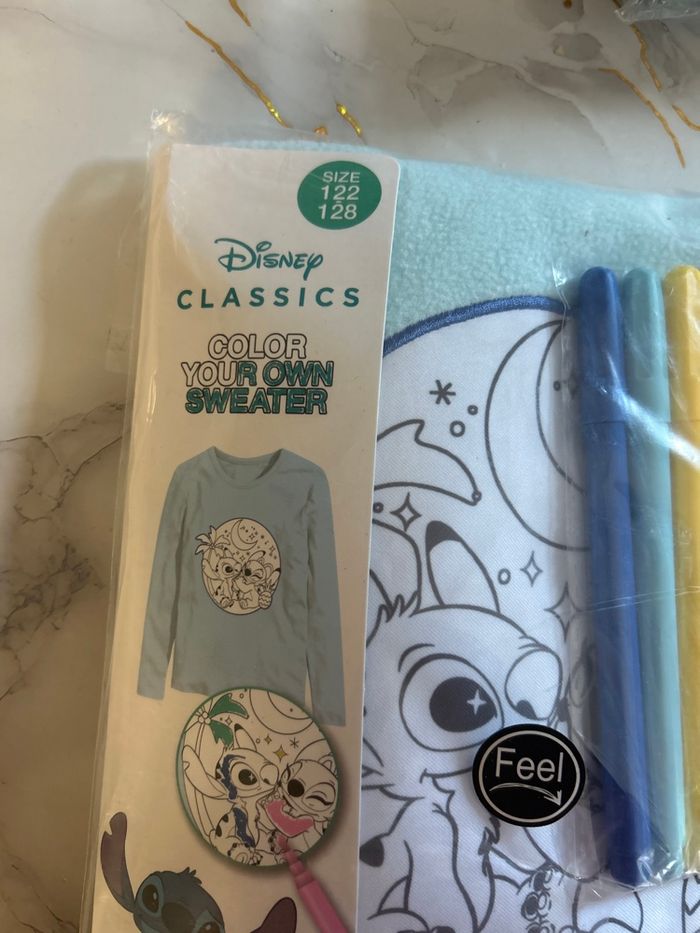 SIZE
122
128
Disney
CLASSICS
COLOR
YOUR OWN
SWEATER
Feel